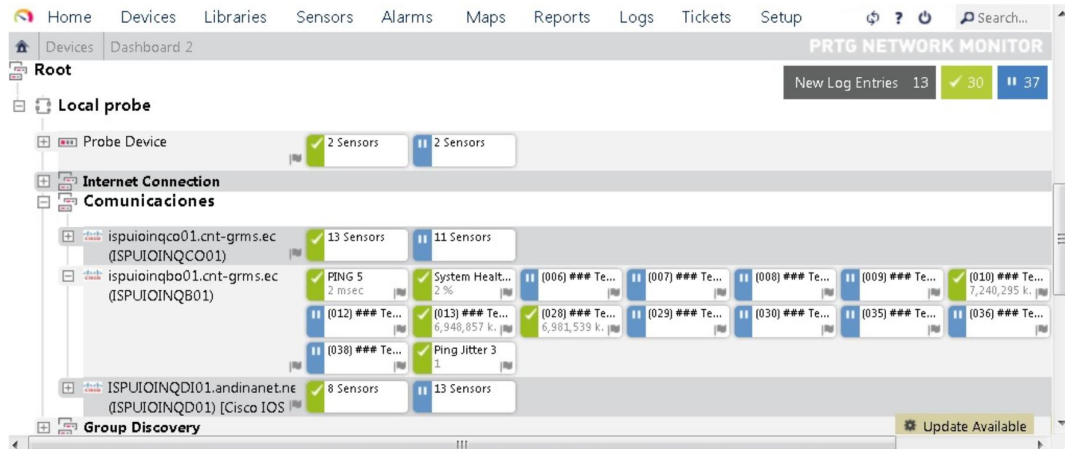 Home Devices Libraries Sensors Alarms Maps Reports Logs Tickets Setup ? Search...
Devices Dashboard 2 PRTG NETWORK MONITOR
Root
New Log Entries 13 30 37
Local probe
Probe Device 2 Sensors 2 Sensors
Internet Connection
Comunicaciones
ispuioinqco01.cnt-grms.ec 13 Sensors 11 Sensors
(ISPUIOINQCO01)
ispuioinqbo01.cnt-grms.ec PING 5 System Healt... (006) ### Te... (007) ### Te... (008) ### Te... (009) ### Te... (010) ### Te...
(ISPUIOINQB01) 2 msec 2 % 7,240,295 k.
(012) ### Te... (013) ### Te... (028) ### Te... (029) ### Te... (030) ### Te... (035) ### Te... (036) ### Te...
6,948,857 k. 6,981,539 k.
(038) ### Te... Ping Jitter 3
1
ISPUIOINQDI01.andinanet.ne 8 Sensors 13 Sensors
(ISPUIOINQD01) [Cisco IOS
Group Discovery Update Available